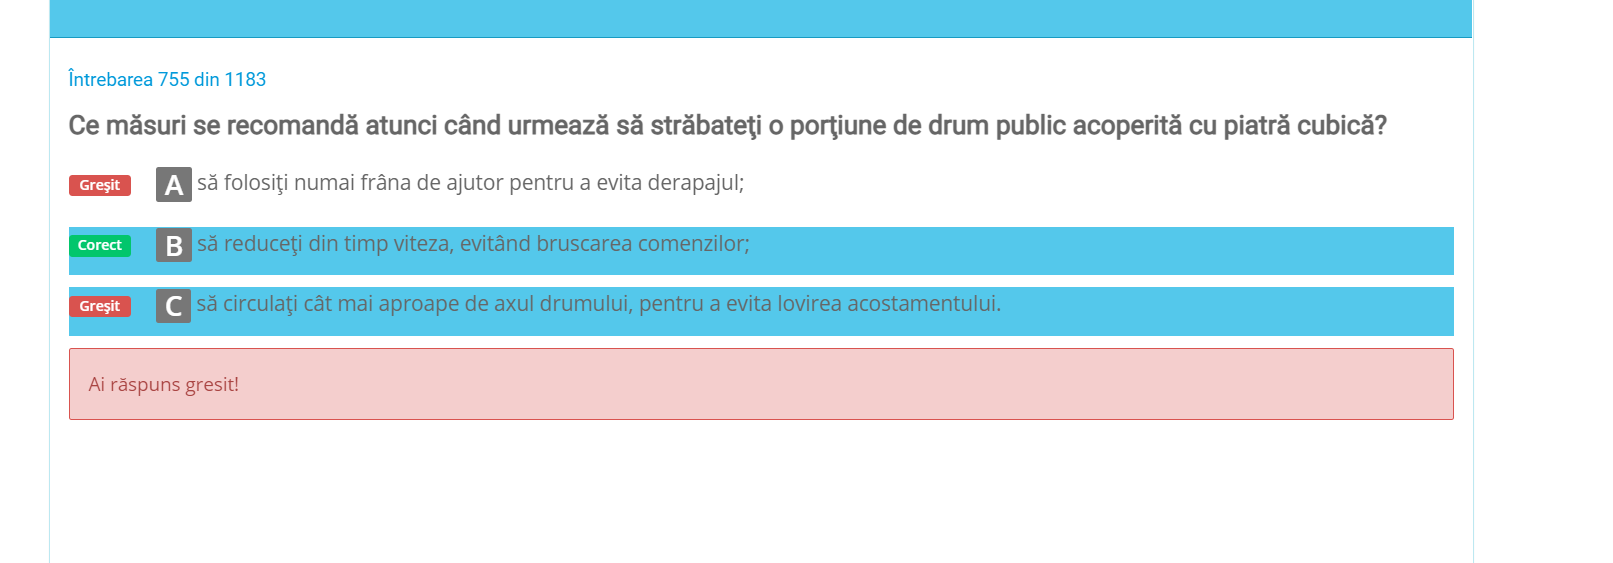 Întrebarea 755 din 1183
Ce măsuri se recomandă atunci când urmează să străbateţi o porţiune de drum public acoperită cu piatră cubică?
Greşit A să folosiţi numai frâna de ajutor pentru a evita derapajul;
Corect B să reduceţi din timp viteza, evitând bruscarea comenzilor;
Greşit C să circulaţi cât mai aproape de axul drumului, pentru a evita lovirea acostamentului.
Ai răspuns gresit!